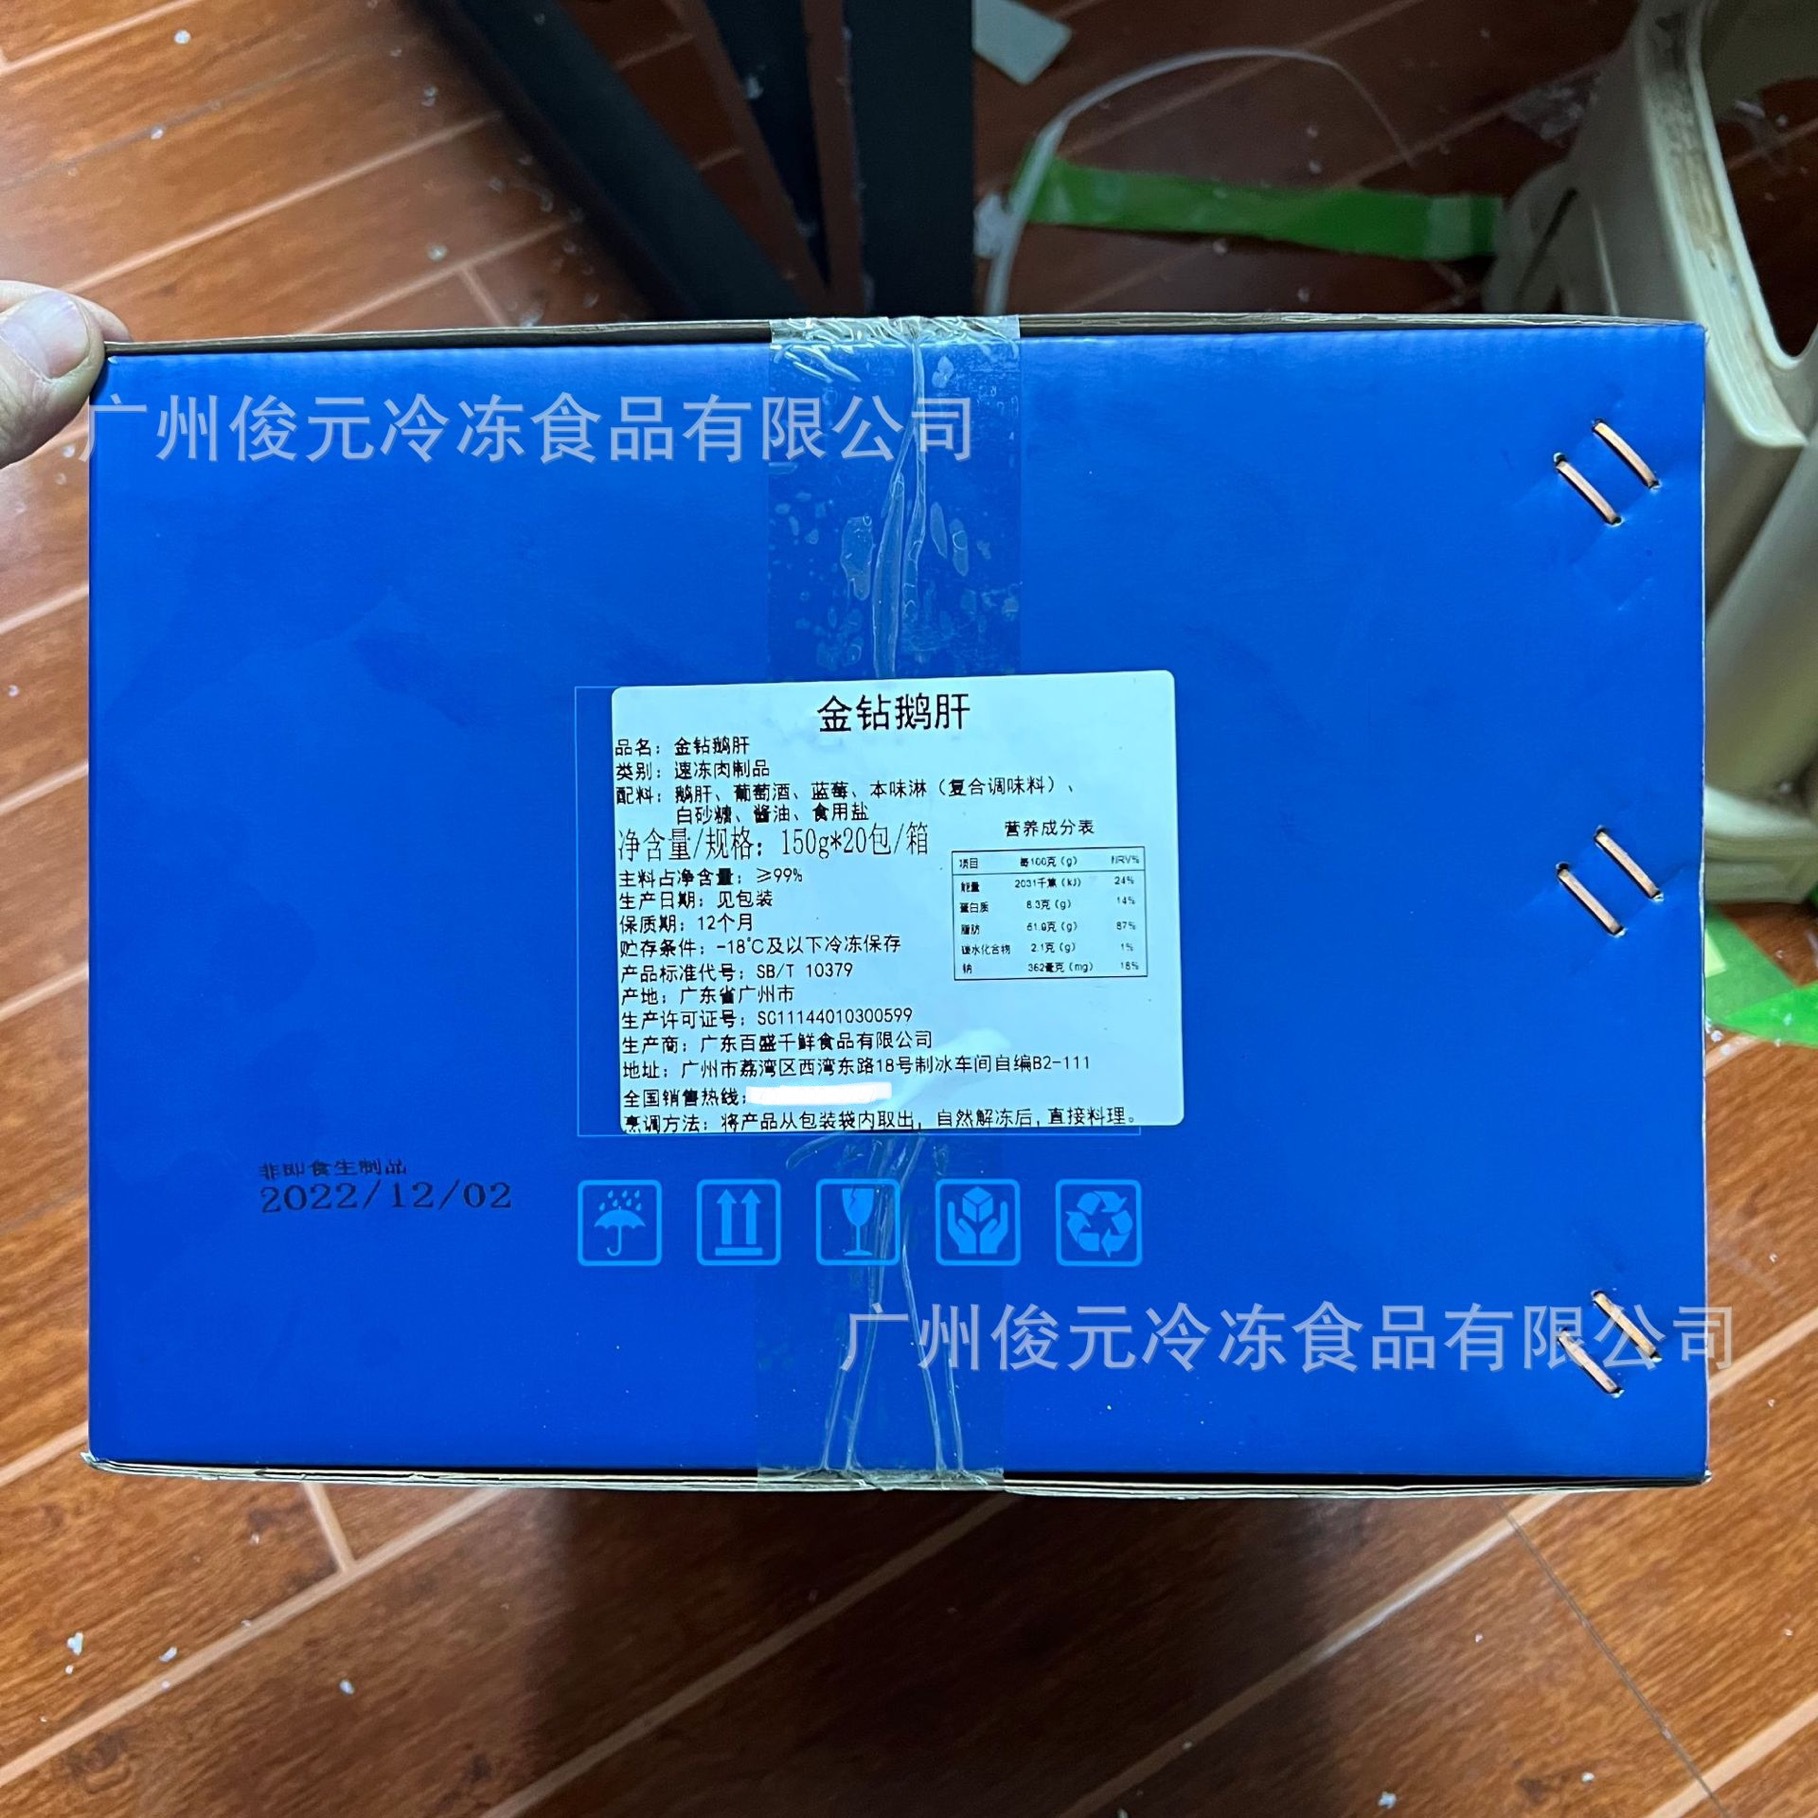 广州俊元冷冻食品有限公司
金钻鹅肝
品名：金钻鹅肝
类别：速冻肉制品
配料：鹅肝、葡萄酒、蓝莓、本味淋（复合调味料）、
白砂糖、酱油、食用盐
净含量/规格：150g*20包/箱
主料占净含量：≥99%
生产日期：见包装
保质期：12个月
贮存条件：-18℃及以下冷冻保存
产品标准代号：SB/T 10379
产地：广东省广州市
生产许可证号：SC11144010300599
生产商：广东百盛千鲜食品有限公司
地址：广州市荔湾区西湾东路18号制冰车间自编B2-111
全国销售热线：
烹调方法：将产品从包装袋内取出，自然解冻后，直接料理。
营养成分表
项目 每100克（g） NRV%
能量 2031千焦（kJ） 24%
蛋白质 8.3克（g） 14%
脂肪 51.9克（g） 87%
碳水化合物 2.1克（g） 1%
钠 362毫克（mg） 18%
非即食生制品
2022/12/02
广州俊元冷冻食品有限公司